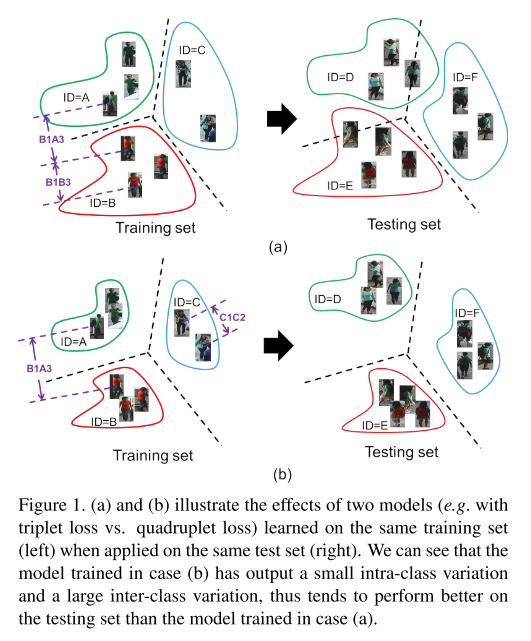 ID=A
ID=C
B1A3
B1B3
ID=B
Training set
ID=D
ID=F
ID=E
Testing set
(a)
ID=A
ID=C
C1C2
B1A3
ID=B
Training set
ID=D
ID=F
ID=E
Testing set
(b)
Figure 1. (a) and (b) illustrate the effects of two models (e.g. with
triplet loss vs. quadruplet loss) learned on the same training set
(left) when applied on the same test set (right). We can see that the
model trained in case (b) has output a small intra-class variation
and a large inter-class variation, thus tends to perform better on
the testing set than the model trained in case (a).